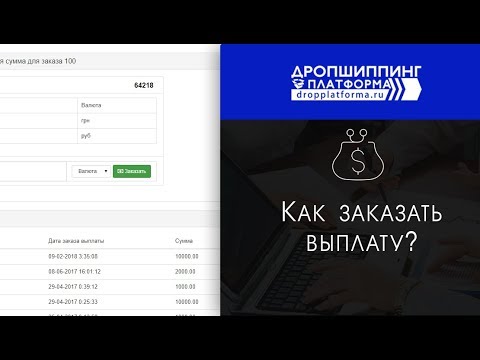 я сумма для заказа 100
64218
Валюта
грн
руб
Валюта Заказать
Дата заказа выплаты Сумма
09-02-2018 3:35:08 10000.00
08-06-2017 16:01:12 2000.00
29-04-2017 0:39:12 10000.00
29-04-2017 0:25:33 10000.00
ДРОПШИППИНГ
ПЛАТФОРМА
dropplatforma.ru
$
Как заказать
выплату?